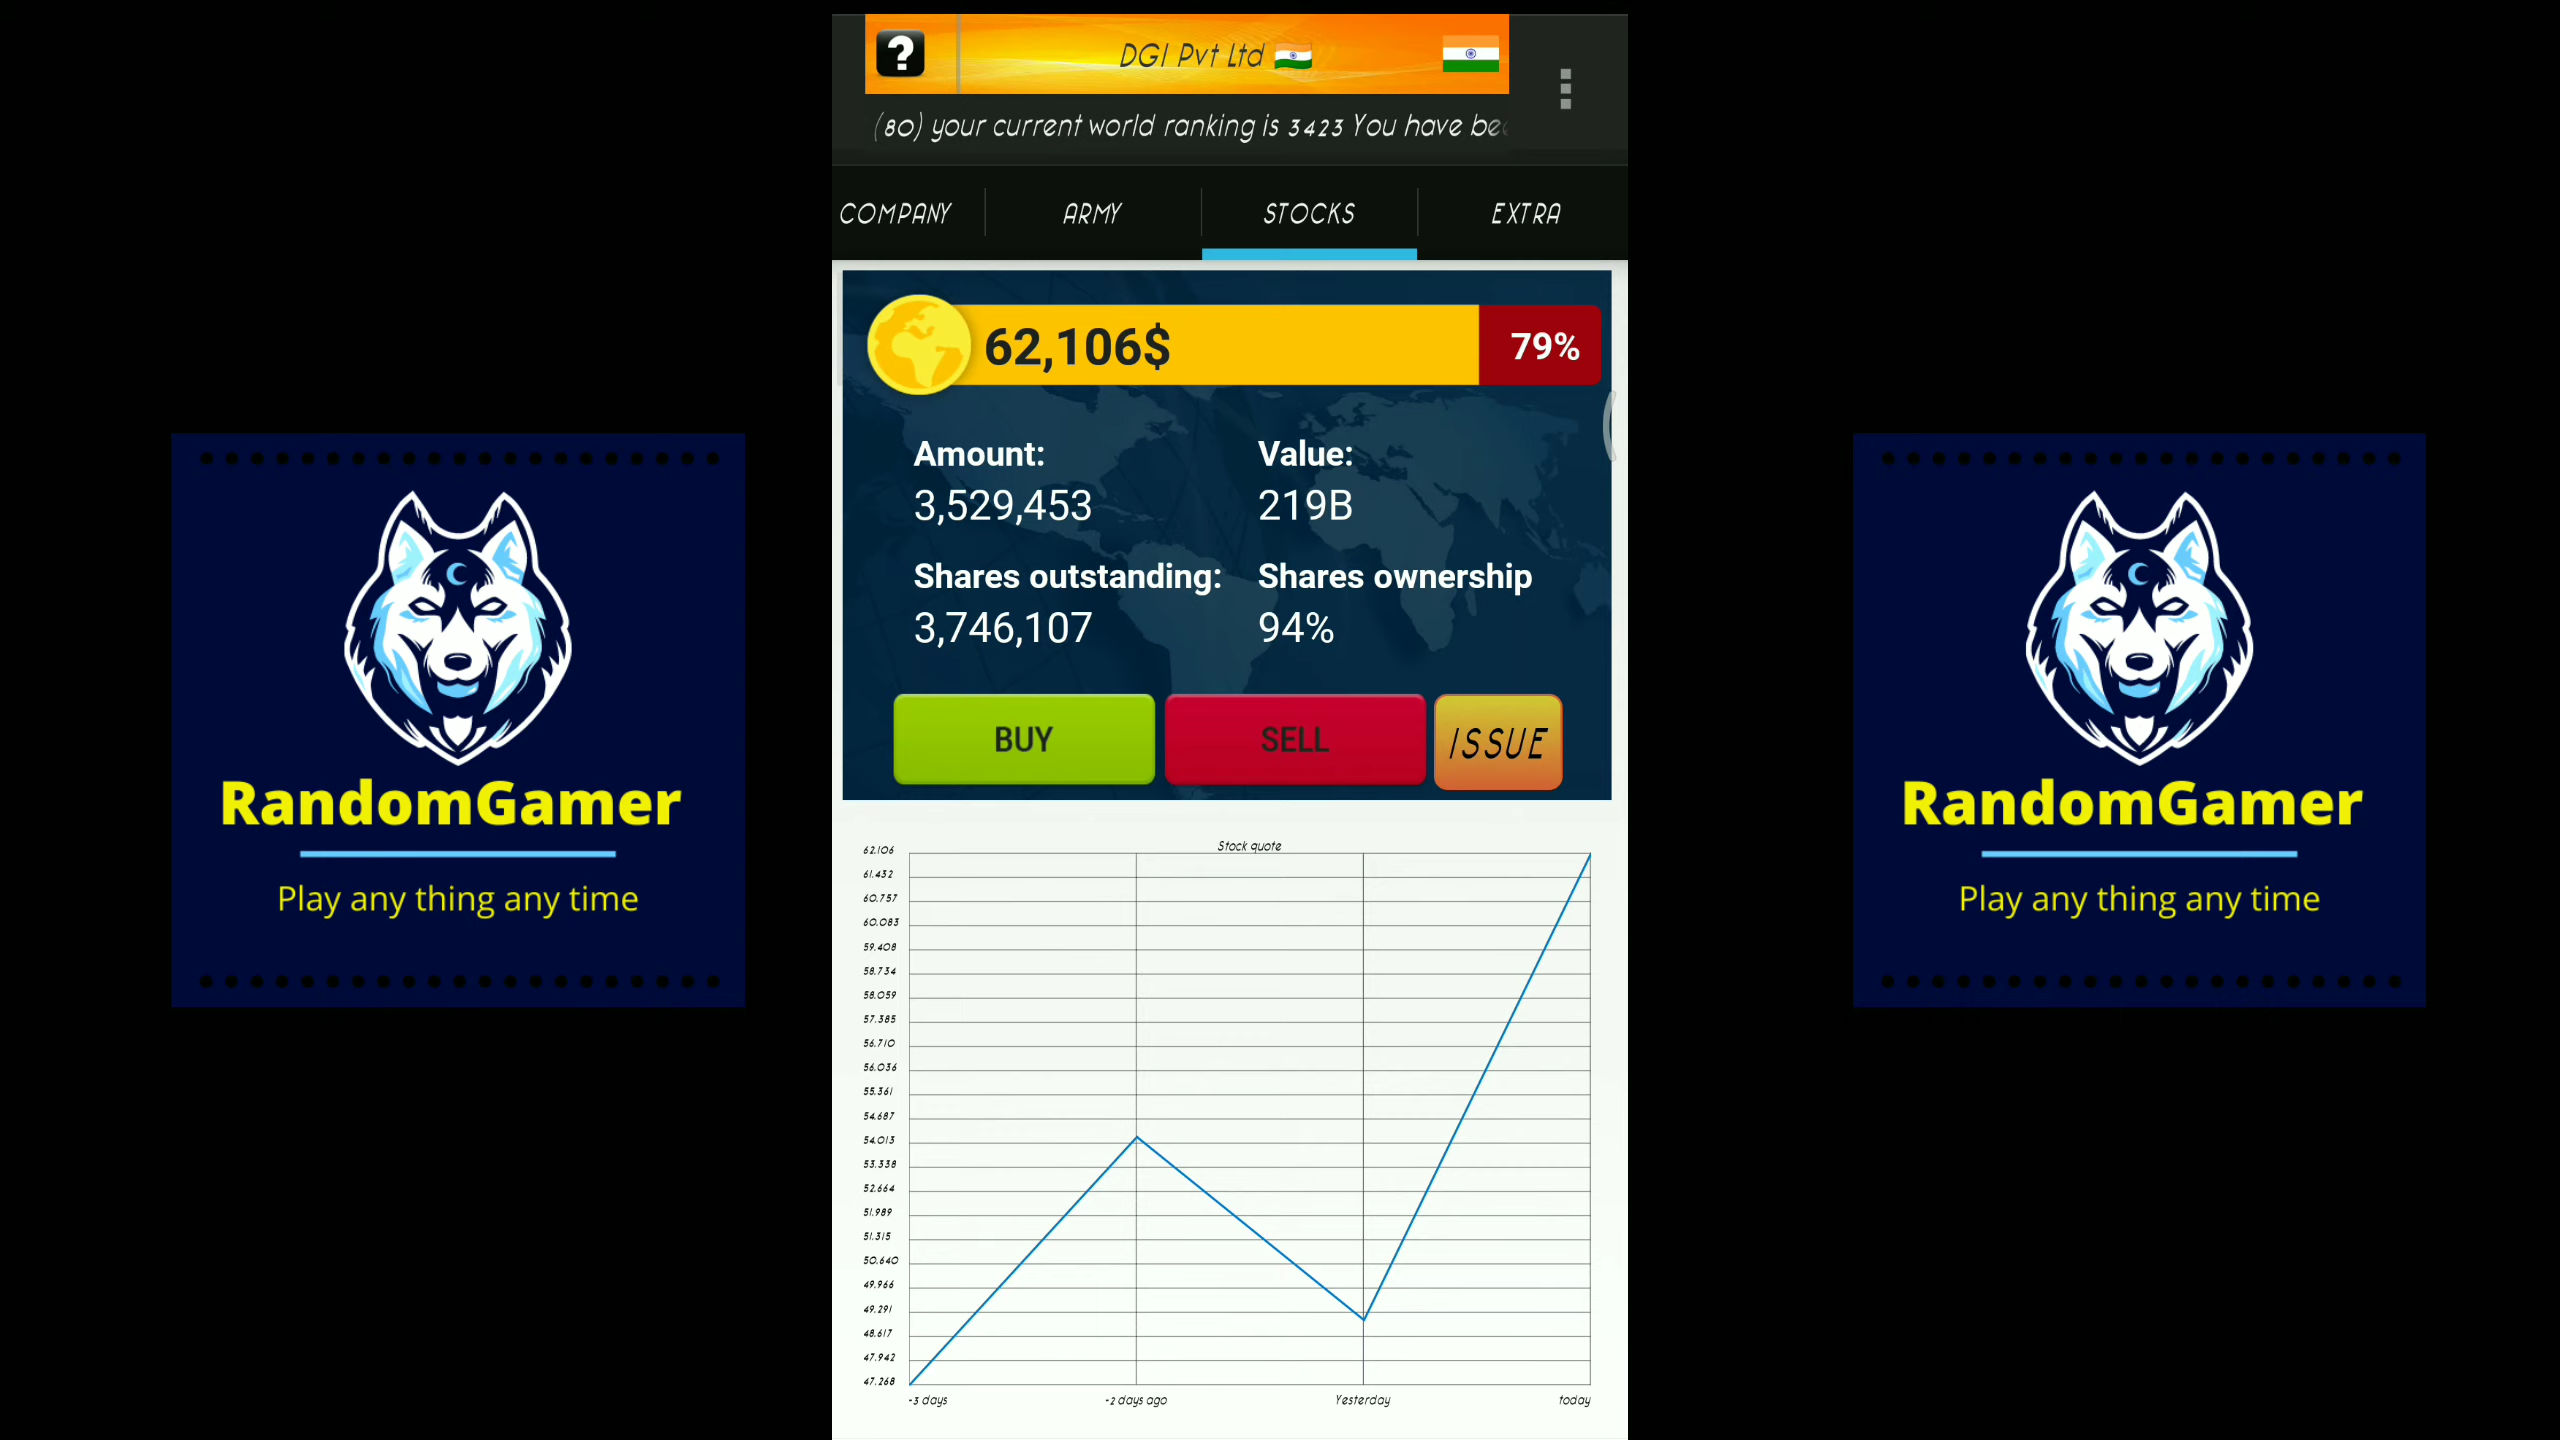 ?
DGI Pvt Ltd
(80) your current world ranking is 3423 You have
COMPANY
ARMY
STOCKS
EXTRA
62,106$
79%
Amount:
Value:
3,529,453
219B
Shares outstanding:
Shares ownership
3,746,107
94%
BUY
SELL
ISSUE
Stock quote
62.106
61.432
60.757
60.083
59.408
58.734
58.059
57.385
56.710
56.036
55.361
54.687
54.013
53.338
52.664
51.989
51.315
50.640
49.966
49.291
48.617
47.942
47.268
-3 days
-2 days ago
Yesterday
today
RandomGamer
Play any thing any time
RandomGamer
Play any thing any time